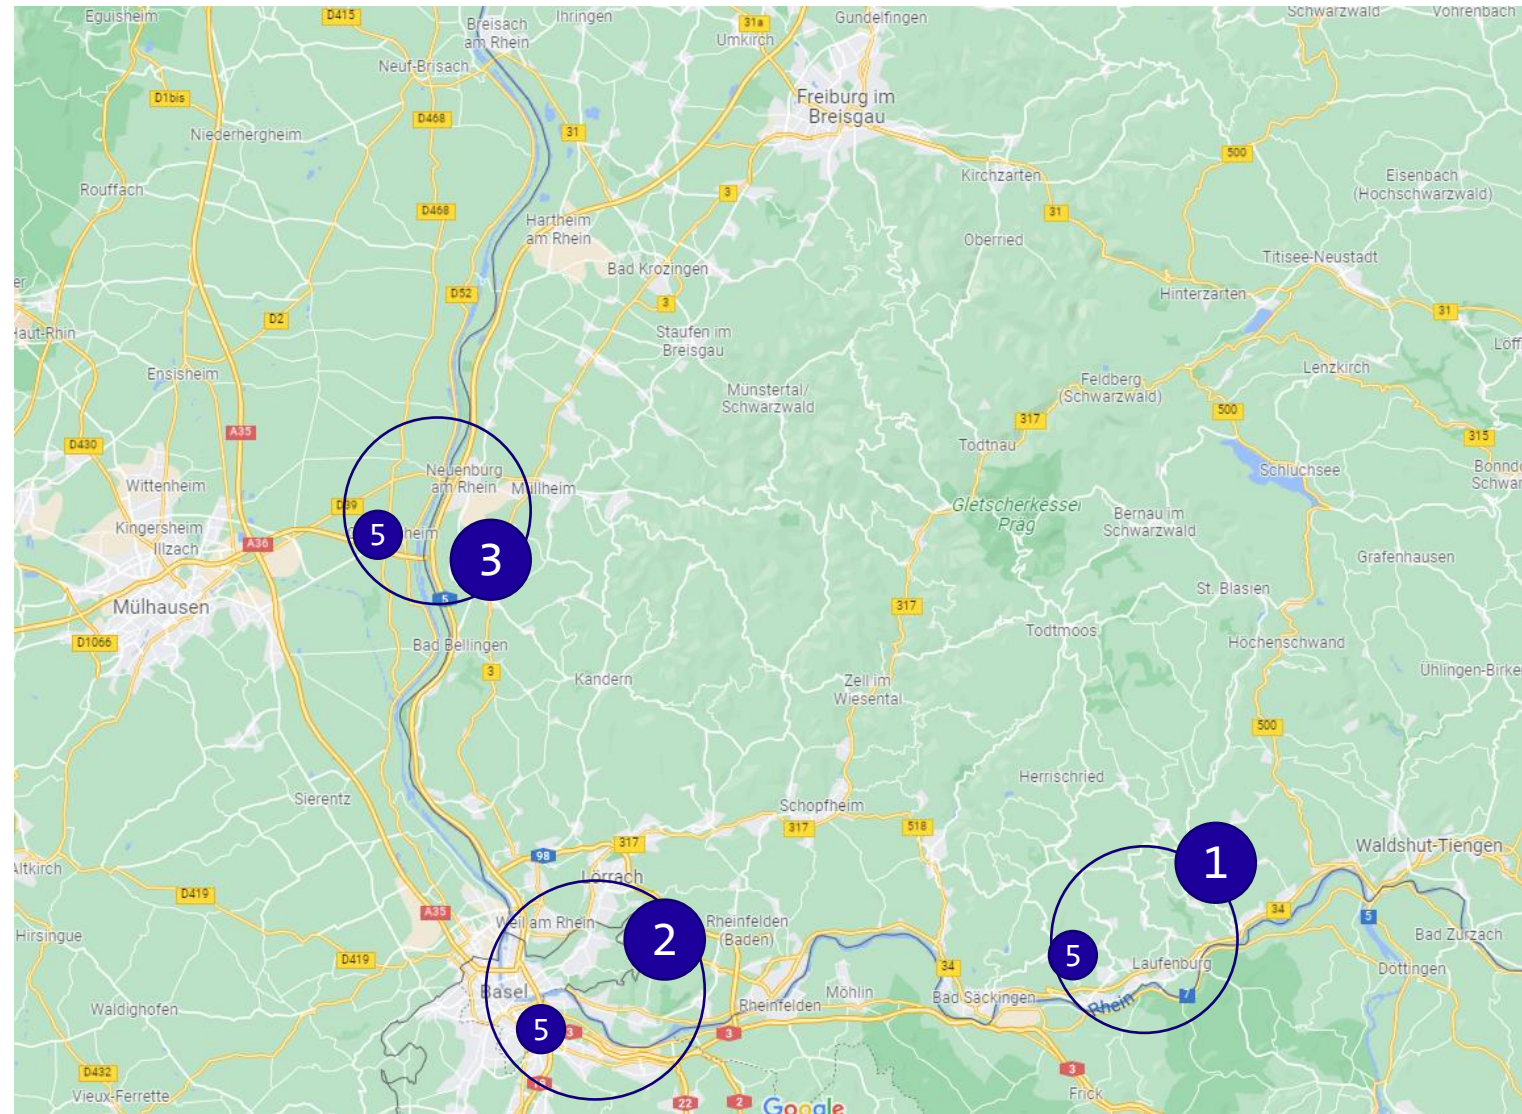 Eguisheim
D415
Breisach
am Rhein
Ihringen
31a
Umkirch
Gundelfingen
Schwarzwald
Vöhrenbach
Neuf-Brisach
D1bis
D468
Niederhergheim
31
Freiburg im
Breisgau
500
Rouffach
3
Kirchzarten
Eisenbach
(Hochschwarzwald)
D468
Hartheim
am Rhein
31
Oberried
Titisee-Neustadt
Bad Krozingen
D52
3
Hinterzarten
D2
31
Haut-Rhin
Staufen im
Breisgau
Ensisheim
Lenzkirch
Münstertal/
Schwarzwald
Feldberg
(Schwarzwald)
317
500
A35
D430
Todtnau
315
Neuenburg
am Rhein
Müllheim
Schluchsee
Wittenheim
D39
Gletscherkessel
Präg
Bernau im
Schwarzwald
Kingersheim
Illzach
A36
5
heim
3
Grafenhausen
St. Blasien
5
Mülhausen
317
D1066
Bad Bellingen
Todtmoos
Höchenschwand
3
Kandern
Zell im
Wiesental
500
Herrischried
Sierentz
Schopfheim
317
317
518
98
Waldshut-Tiengen
Altkirch
Lörrach
1
D419
A35
Weil am Rhein
2
Rheinfelden
(Baden)
34
5
Hirsingue
Bad Zurzach
D419
5
Laufenburg
34
Döttingen
Basel
Möhlin
Bad Säckingen
Rhein
7
Waldighofen
Rheinfelden
5
3
3
3
D432
Vieux-Ferrette
22
2
Frick
Google